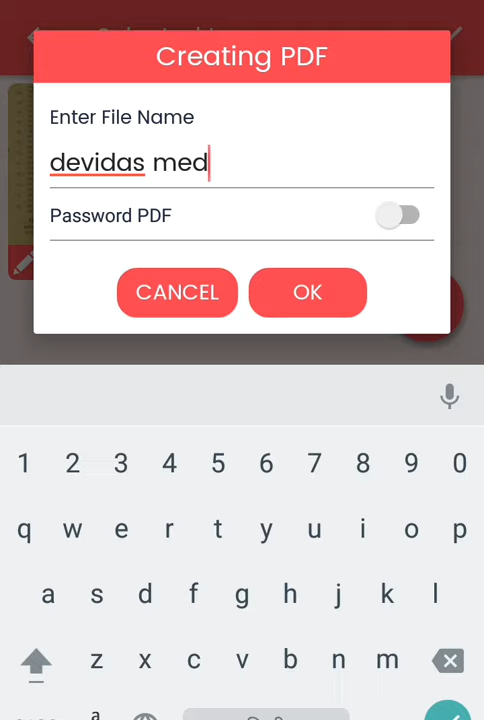 Creating PDF
Enter File Name
devidas med
Password PDF
CANCEL OK
1 2 3 4 5 6 7 8 9 0
q w e r t y u i o p
a s d f g h j k l
z x c v b n m